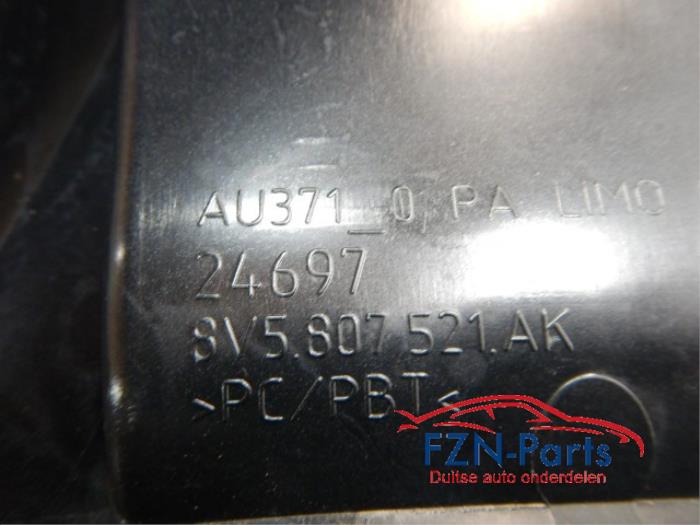 AU371_0 PA LIMO
24697
8V5.807.521.AK
>PC/PBT<
FZN-Parts
Duitse auto onderdelen